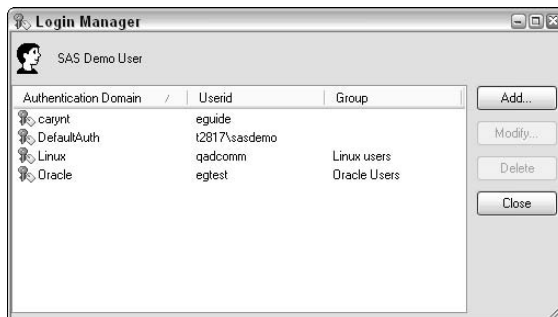 Login Manager
SAS Demo User
Authentication Domain / Userid Group
carynt eguide
DefaultAuth t2817\sasdemo
Linux qadcomm Linux users
Oracle egtest Oracle Users
Add...
Modify...
Delete
Close